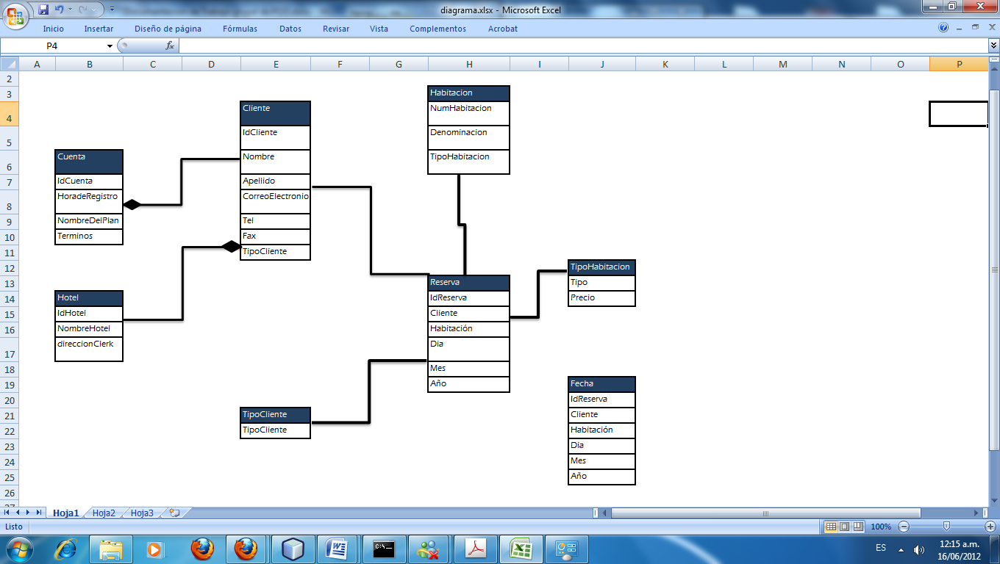 diagrama.xlsx - Microsoft Excel
Inicio Insertar Diseño de página Fórmulas Datos Revisar Vista Complementos Acrobat
P4 fx
A B C D E F G H I J K L M N O P
2
3
4
5
6
7
8
9
10
11
12
13
14
15
16
17
18
19
20
21
22
23
24
25
26
27
Cuenta
IdCuenta
HoradeRegistro
NombreDelPlan
Terminos
Hotel
IdHotel
NombreHotel
direccionClerk
Cliente
IdCliente
Nombre
Apellido
CorreoElectronio
Tel
Fax
TipoCliente
TipoCliente
TipoCliente
Habitacion
NumHabitacion
Denominacion
TipoHabitacion
Reserva
IdReserva
Cliente
Habitación
Dia
Mes
Año
TipoHabitacion
Tipo
Precio
Fecha
IdReserva
Cliente
Habitación
Dia
Mes
Año
Hoja1 Hoja2 Hoja3
Listo 100%
ES 12:15 a.m.
16/06/2012